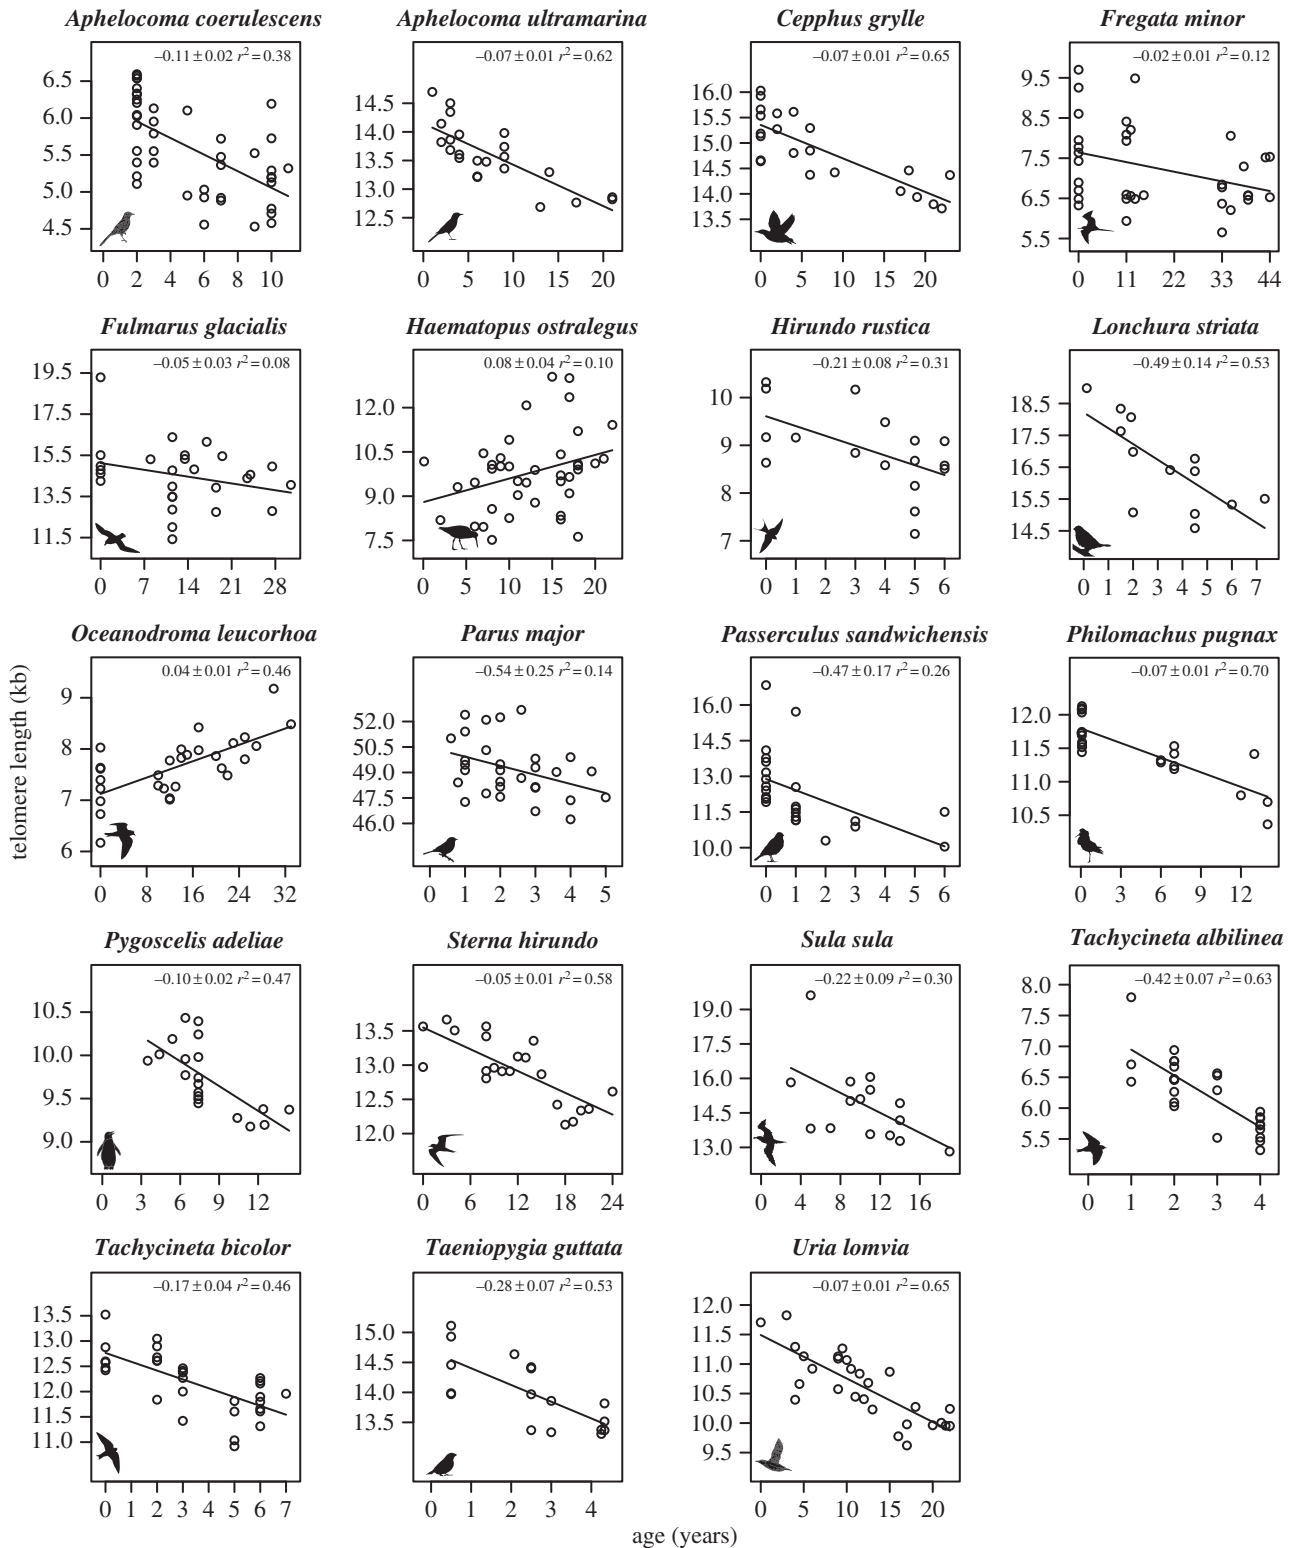 Aphelocoma coerulescens
−0.11 ± 0.02 r² = 0.38
6.5
6.0
5.5
5.0
4.5
0 2 4 6 8 10
Aphelocoma ultramarina
−0.07 ± 0.01 r² = 0.62
14.5
14.0
13.5
13.0
12.5
0 5 10 15 20
Cepphus grylle
−0.07 ± 0.01 r² = 0.65
16.0
15.5
15.0
14.5
14.0
13.5
0 5 10 15 20
Fregata minor
−0.02 ± 0.01 r² = 0.12
9.5
8.5
7.5
6.5
5.5
0 11 22 33 44
Fulmarus glacialis
−0.05 ± 0.03 r² = 0.08
19.5
17.5
15.5
13.5
11.5
0 7 14 21 28
Haematopus ostralegus
0.08 ± 0.04 r² = 0.10
12.0
10.5
9.0
7.5
0 5 10 15 20
Hirundo rustica
−0.21 ± 0.08 r² = 0.31
10
9
8
7
0 1 2 3 4 5 6
Lonchura striata
−0.49 ± 0.14 r² = 0.53
18.5
17.5
16.5
15.5
14.5
0 1 2 3 4 5 6 7
telomere length (kb)
Oceanodroma leucorhoa
0.04 ± 0.01 r² = 0.46
9
8
7
6
0 8 16 24 32
Parus major
−0.54 ± 0.25 r² = 0.14
52.0
50.5
49.0
47.5
46.0
0 1 2 3 4 5
Passerculus sandwichensis
−0.47 ± 0.17 r² = 0.26
16.0
14.5
13.0
11.5
10.0
0 1 2 3 4 5 6
Philomachus pugnax
−0.07 ± 0.01 r² = 0.70
12.0
11.5
11.0
10.5
0 3 6 9 12
Pygoscelis adeliae
−0.10 ± 0.02 r² = 0.47
10.5
10.0
9.5
9.0
0 3 6 9 12
Sterna hirundo
−0.05 ± 0.01 r² = 0.58
13.5
13.0
12.5
12.0
0 6 12 18 24
Sula sula
−0.22 ± 0.09 r² = 0.30
19.0
17.5
16.0
14.5
13.0
0 4 8 12 16
Tachycineta albilinea
−0.42 ± 0.07 r² = 0.63
8.0
7.0
6.5
6.0
5.5
0 1 2 3 4
Tachycineta bicolor
−0.17 ± 0.04 r² = 0.46
13.5
13.0
12.5
12.0
11.5
11.0
0 1 2 3 4 5 6 7
Taeniopygia guttata
−0.28 ± 0.07 r² = 0.53
15.0
14.5
14.0
13.5
0 1 2 3 4
Uria lomvia
−0.07 ± 0.01 r² = 0.65
12.0
11.5
11.0
10.5
10.0
9.5
0 5 10 15 20
age (years)